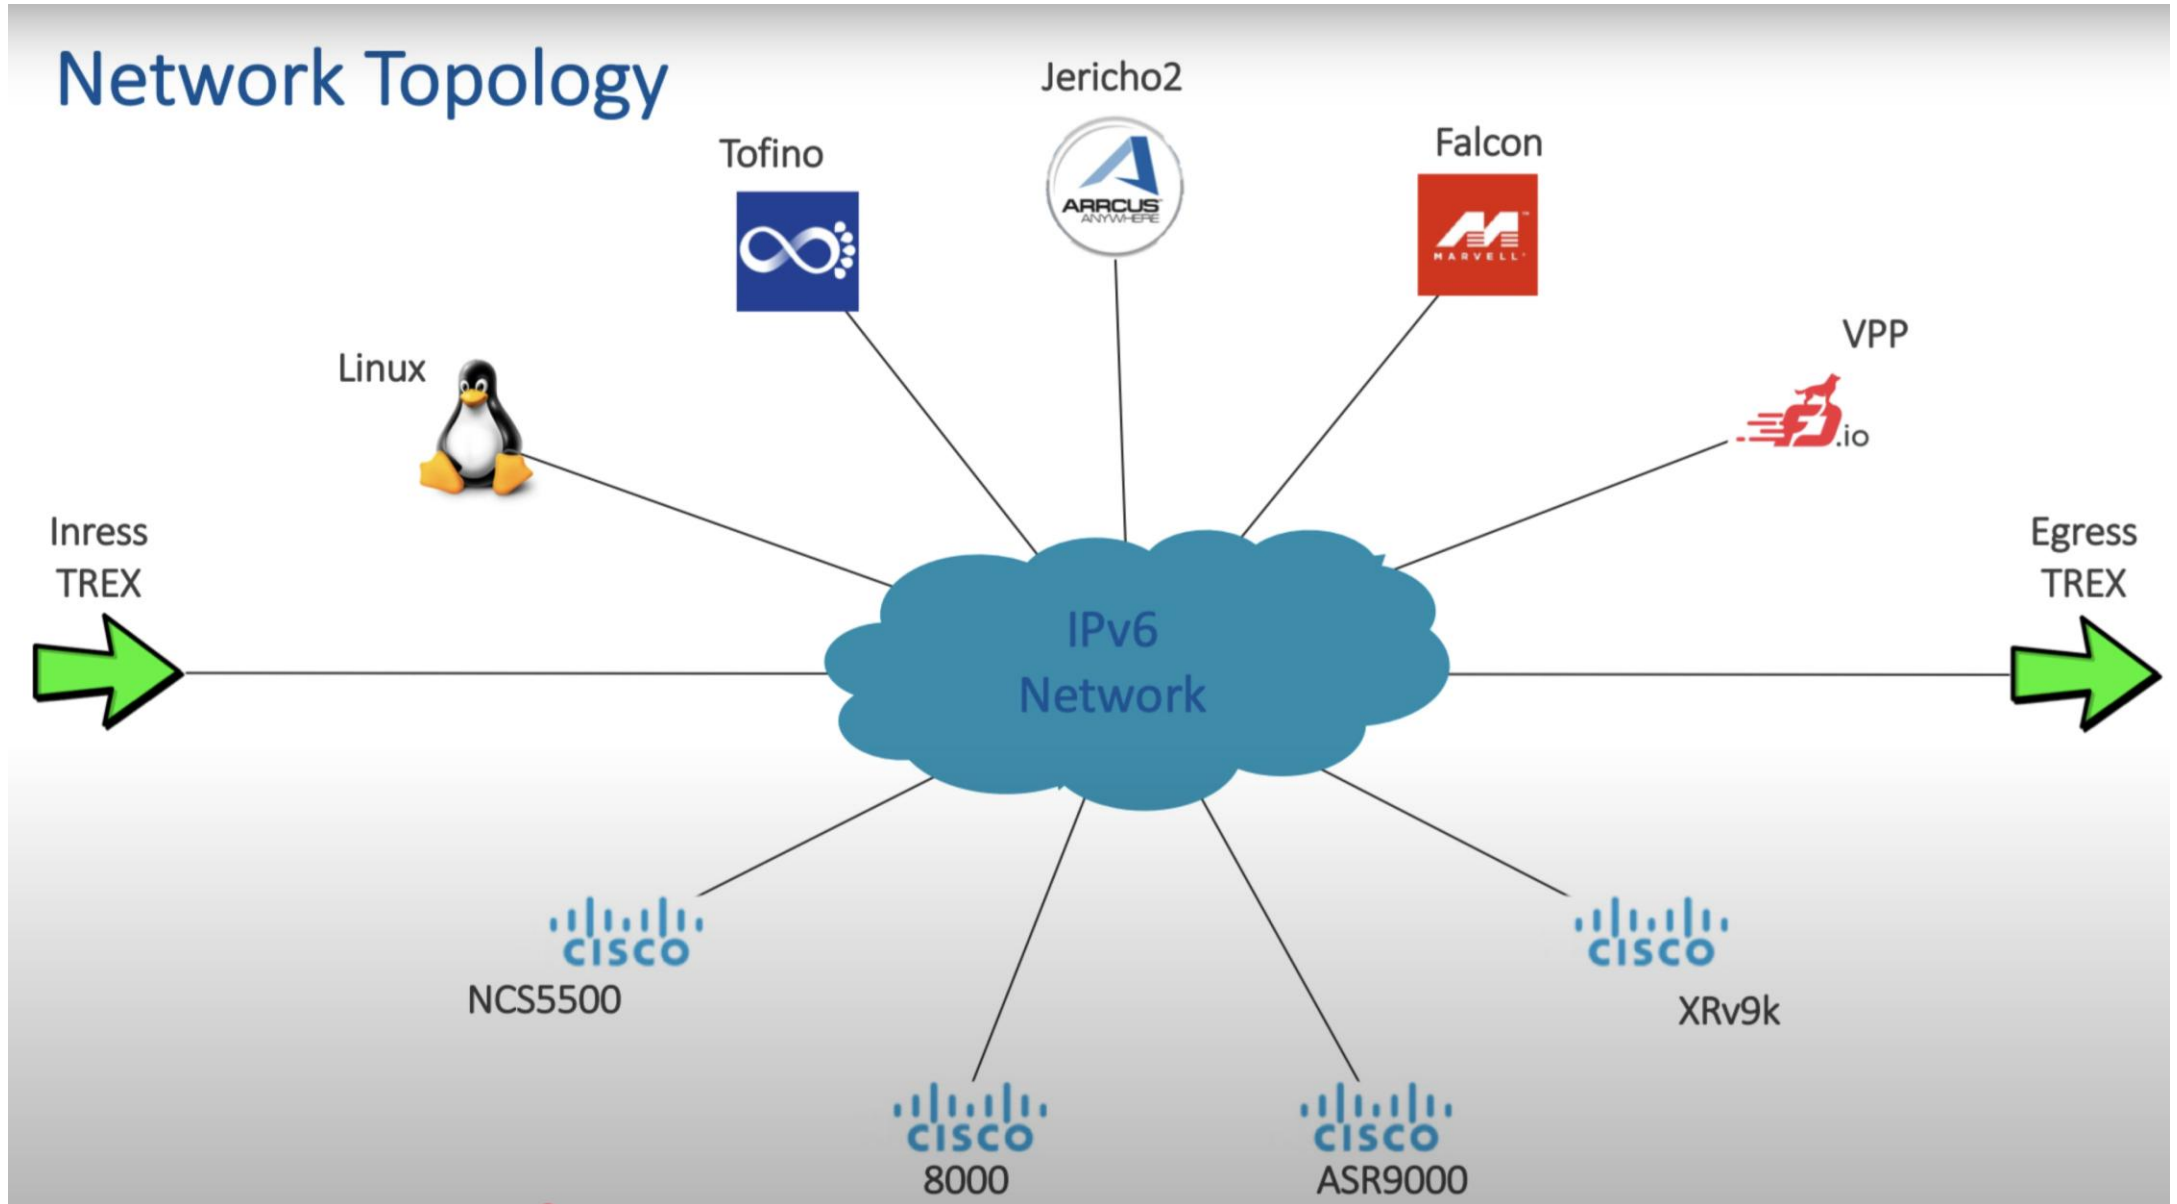 Network Topology
Jericho2
ARRCUS
ANYWHERE
Tofino
Falcon
MARVELL
VPP
.io
Linux
Inress
TREX
Egress
TREX
IPv6
Network
CISCO
NCS5500
CISCO
XRv9k
CISCO
8000
CISCO
ASR9000